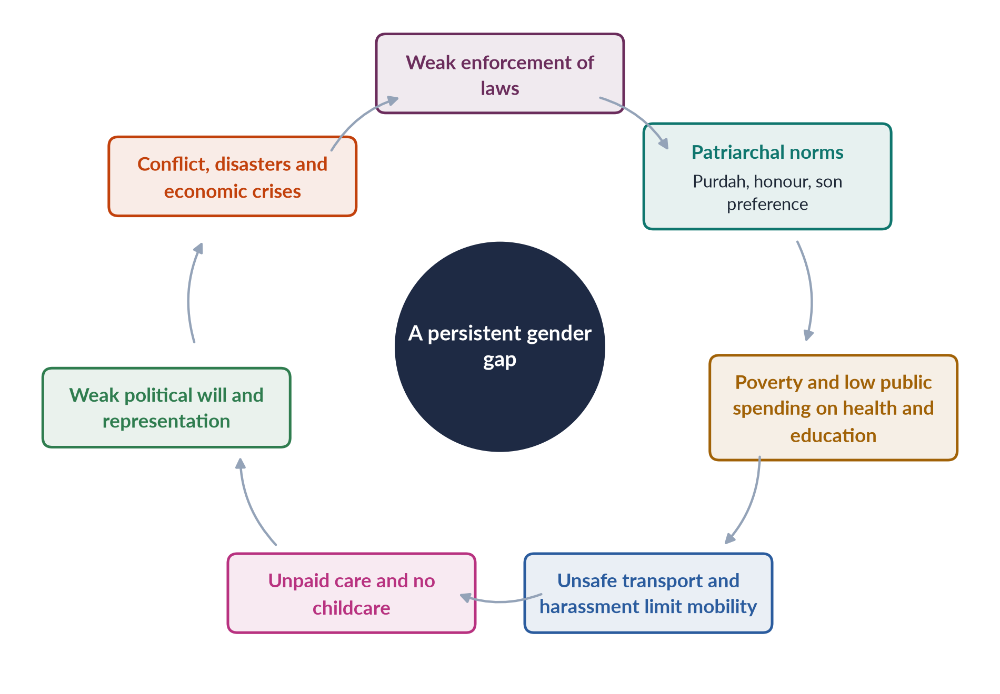 Weak enforcement of
laws
Patriarchal norms
Purdah, honour, son
preference
Poverty and low public
spending on health and
education
Unsafe transport and
harassment limit mobility
Unpaid care and no
childcare
Weak political will and
representation
Conflict, disasters and
economic crises
A persistent gender
gap